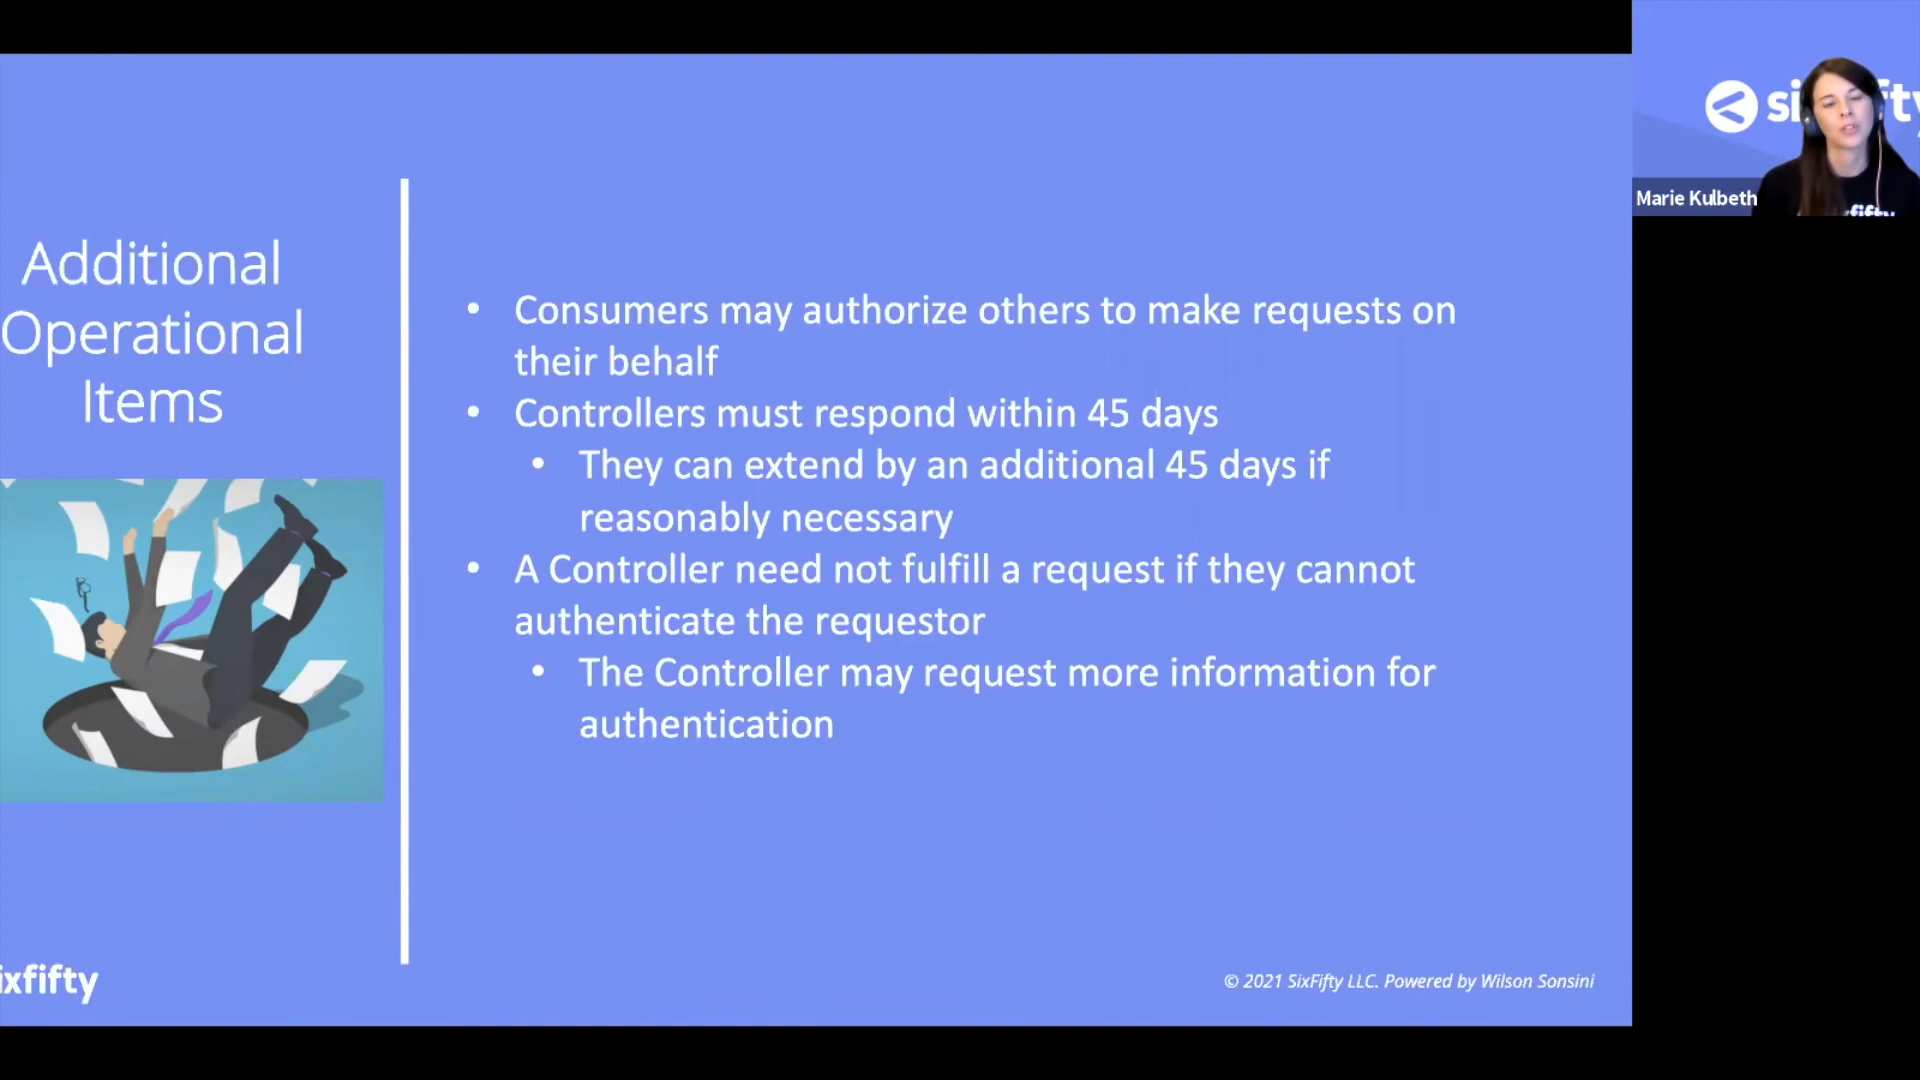 Additional
Operational
Items
• Consumers may authorize others to make requests on
their behalf
• Controllers must respond within 45 days
• They can extend by an additional 45 days if
reasonably necessary
• A Controller need not fulfill a request if they cannot
authenticate the requestor
• The Controller may request more information for
authentication
ixfifty
© 2021 SixFifty LLC. Powered by Wilson Sonsini
si fty
Marie Kulbeth
xfifty